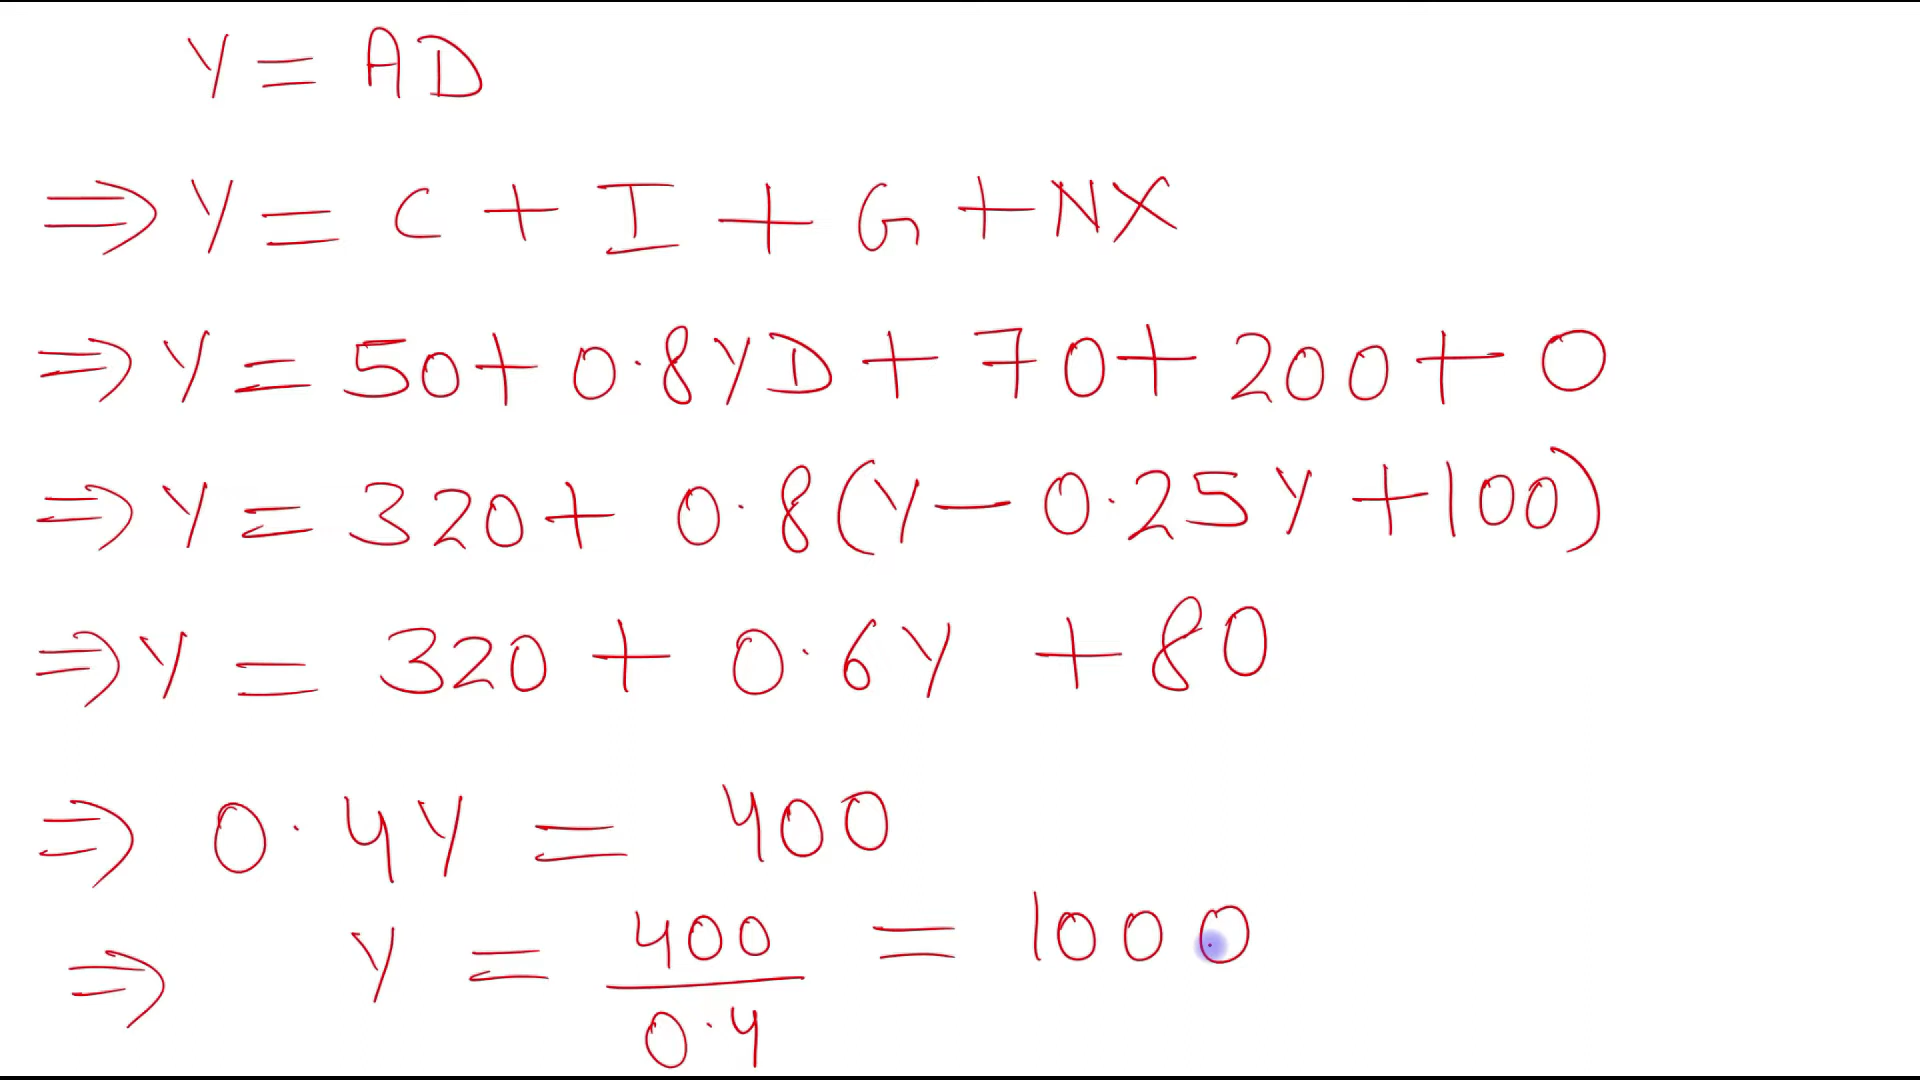 Y = AD
⇒ Y = C + I + G + NX
⇒ Y = 50 + 0.8YD + 70 + 200 + 0
⇒ Y = 320 + 0.8(Y - 0.25Y + 100)
⇒ Y = 320 + 0.6Y + 80
⇒ 0.4Y = 400
⇒ Y = 400/0.4 = 1000